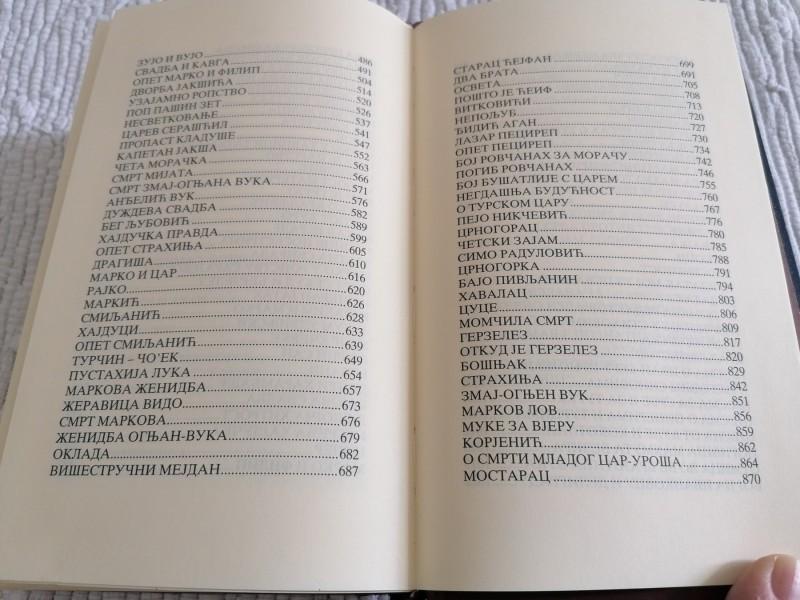 ЗУЈО И ВУЈО 486
СВАДБА И КАВГА 491
ОПЕТ МАРКО И ФИЛИП 504
ДВОРБА ЈАКШИЋА 514
УЗАЈАМНО РОПСТВО 520
ПОП ПАШИН ЗЕТ 526
НЕСВЕТКОВАЊЕ 537
ЦАРЕВ СЕРАШЋИЛ 541
ПРОПАСТ КЛАДУШЕ 547
КАПЕТАН ЈАКША 552
ЧЕТА МОРАЧКА 563
СМРТ МИЈАТА 566
СМРТ ЗМАЈ-ОГЊАНА ВУКА 571
АНЂЕЛИЋ ВУК 576
ДУЖДЕВА СВАДБА 582
БЕГ ЉУБОВИЋ 589
ХАЈДУЧКА ПРАВДА 599
ОПЕТ СТРАХИЊА 605
ДРАГИША 610
МАРКО И ЦАР 616
РАЈКО 620
МАРКИЋ 626
СМИЉАНИЋ 628
ХАЈДУЦИ 633
ОПЕТ СМИЉАНИЋ 639
ТУРЧИН – ЧО'ЕК 649
ПУСТАХИЈА ЛУКА 654
МАРКОВА ЖЕНИДБА 657
ЖЕРАВИЦА ВИДО 673
СМРТ МАРКОВА 676
ЖЕНИДБА ОГЊАН-ВУКА 679
ОКЛАДА 682
ВИШЕСТРУЧНИ МЕЈДАН 687
СТАРАЦ ЋЕЈФАН 699
ДВА БРАТА 691
ОСВЕТА 705
ПОШТО ЈЕ ЋЕИФ 708
ВИТКОВИЋИ 713
НЕПОЉУБ 720
ЂИДИЋ АГАН 727
ЛАЗАР ПЕЦИРЕП 730
ОПЕТ ПЕЦИРЕП 734
БОЈ РОВЧАНАХ ЗА МОРАЧУ 742
ПОГИБ РОВЧАНАХ 746
БОЈ БУШАТЛИЈЕ С ЦАРЕМ 755
НЕГДАШЊА БУДУЋНОСТ 760
О ТУРСКОМ ЦАРУ 767
ПЕЈО НИКЧЕВИЋ 776
ЦРНОГОРАЦ 780
ЧЕТСКИ ЗАЈАМ 785
СИМО РАДУЛОВИЋ 788
ЦРНОГОРКА 791
БАЈО ПИВЉАНИН 794
ХАВАЛАЦ 803
ЦУЦЕ 806
МОМЧИЛА СМРТ 809
ГЕРЗЕЛЕЗ 817
ОТКУД ЈЕ ГЕРЗЕЛЕЗ 820
БОШЊАК 829
СТРАХИЊА 842
ЗМАЈ-ОГЊЕН ВУК 851
МАРКОВ ЛОВ 856
МУКЕ ЗА ВЈЕРУ 859
КОРЈЕНИЋ 862
О СМРТИ МЛАДОГ ЦАР-УРОША 864
МОСТАРАЦ 870